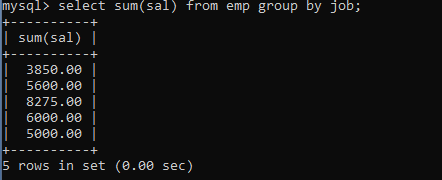 mysql> select sum(sal) from emp group by job;
+----------+
| sum(sal) |
+----------+
|  3850.00 |
|  5600.00 |
|  8275.00 |
|  6000.00 |
|  5000.00 |
+----------+
5 rows in set (0.00 sec)